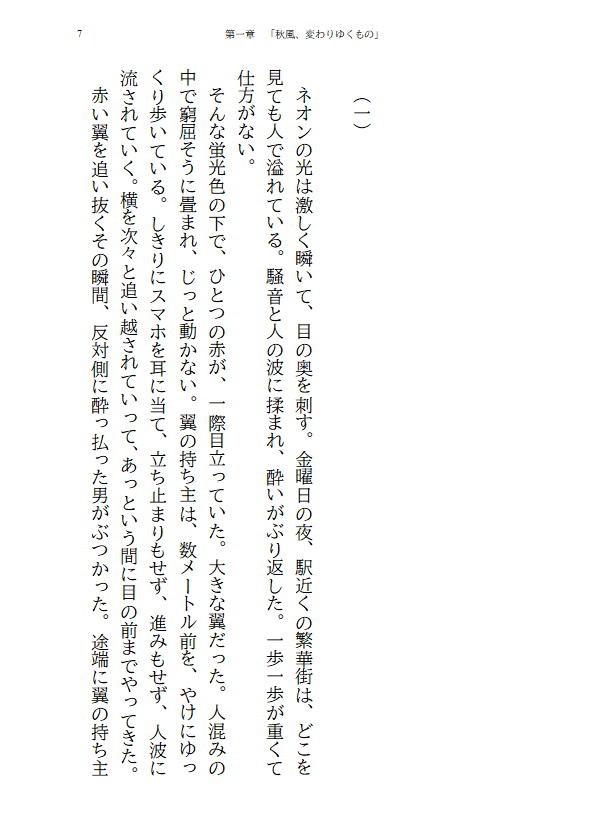 7
第一章　「秋風、変わりゆくもの」
（一）
ネオンの光は激しく瞬いて、目の奥を刺す。金曜日の夜、駅近くの繁華街は、どこを
見ても人で溢れている。騒音と人の波に揉まれ、酔いがぶり返した。一歩一歩が重くて
仕方がない。
そんな蛍光色の下で、ひとつの赤が、一際目立っていた。大きな翼だった。人混みの
中で窮屈そうに畳まれ、じっと動かない。翼の持ち主は、数メートル前を、やけにゆっ
くり歩いている。しきりにスマホを耳に当て、立ち止まりもせず、進みもせず、人波に
流されていく。横を次々と追い越されていって、あっという間に目の前までやってきた。
赤い翼を追い抜くその瞬間、反対側に酔っ払った男がぶつかった。途端に翼の持ち主